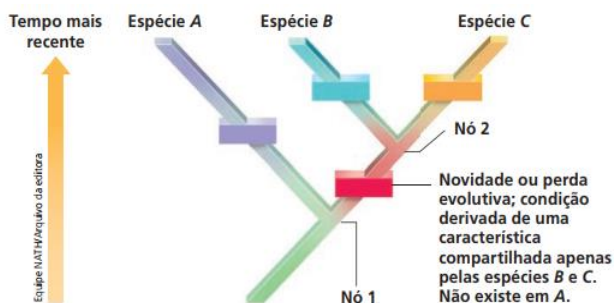 Tempo mais
recente
Espécie A
Espécie B
Espécie C
Equipe NATH/Arquivo da editora
Nó 2
Novidade ou perda
evolutiva; condição
derivada de uma
característica
compartilhada apenas
pelas espécies B e C.
Não existe em A.
Nó 1